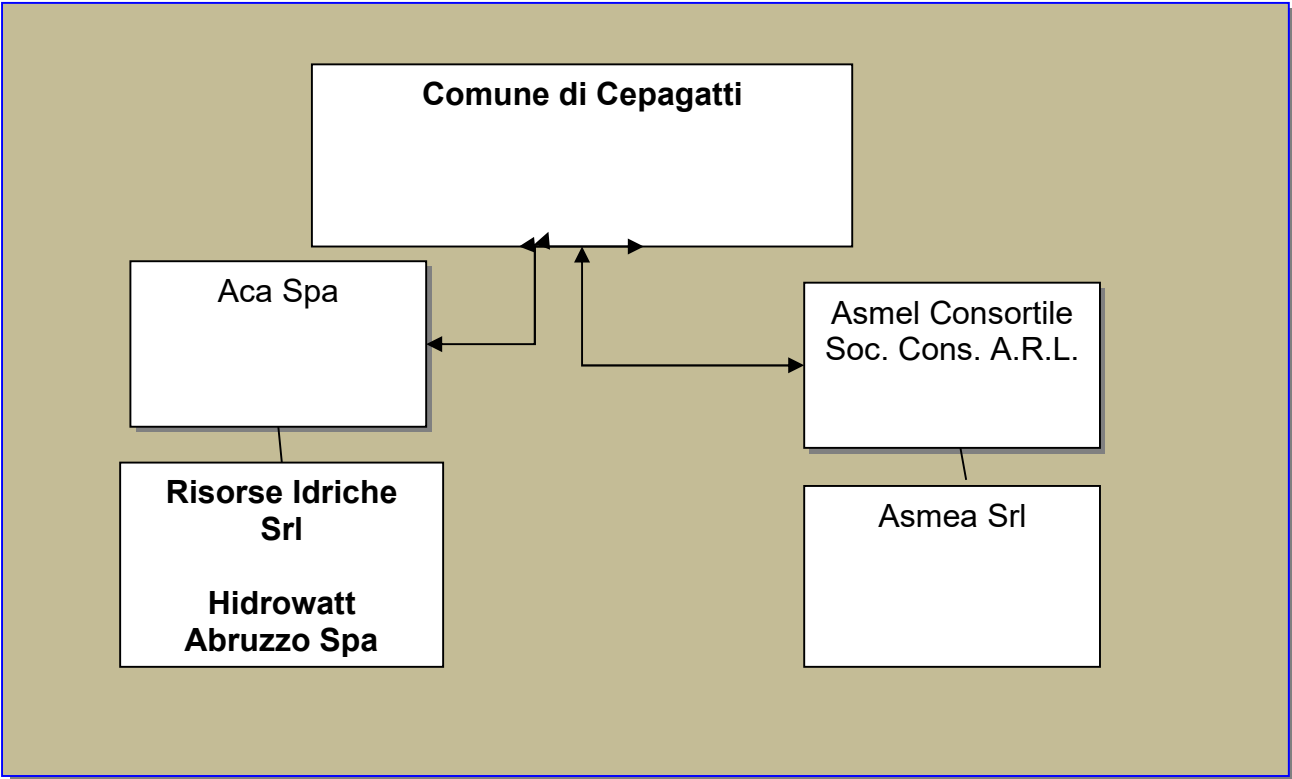 Comune di Cepagatti
Aca Spa
Asmel Consortile
Soc. Cons. A.R.L.
Risorse Idriche
Srl
Hidrowatt
Abruzzo Spa
Asmea Srl